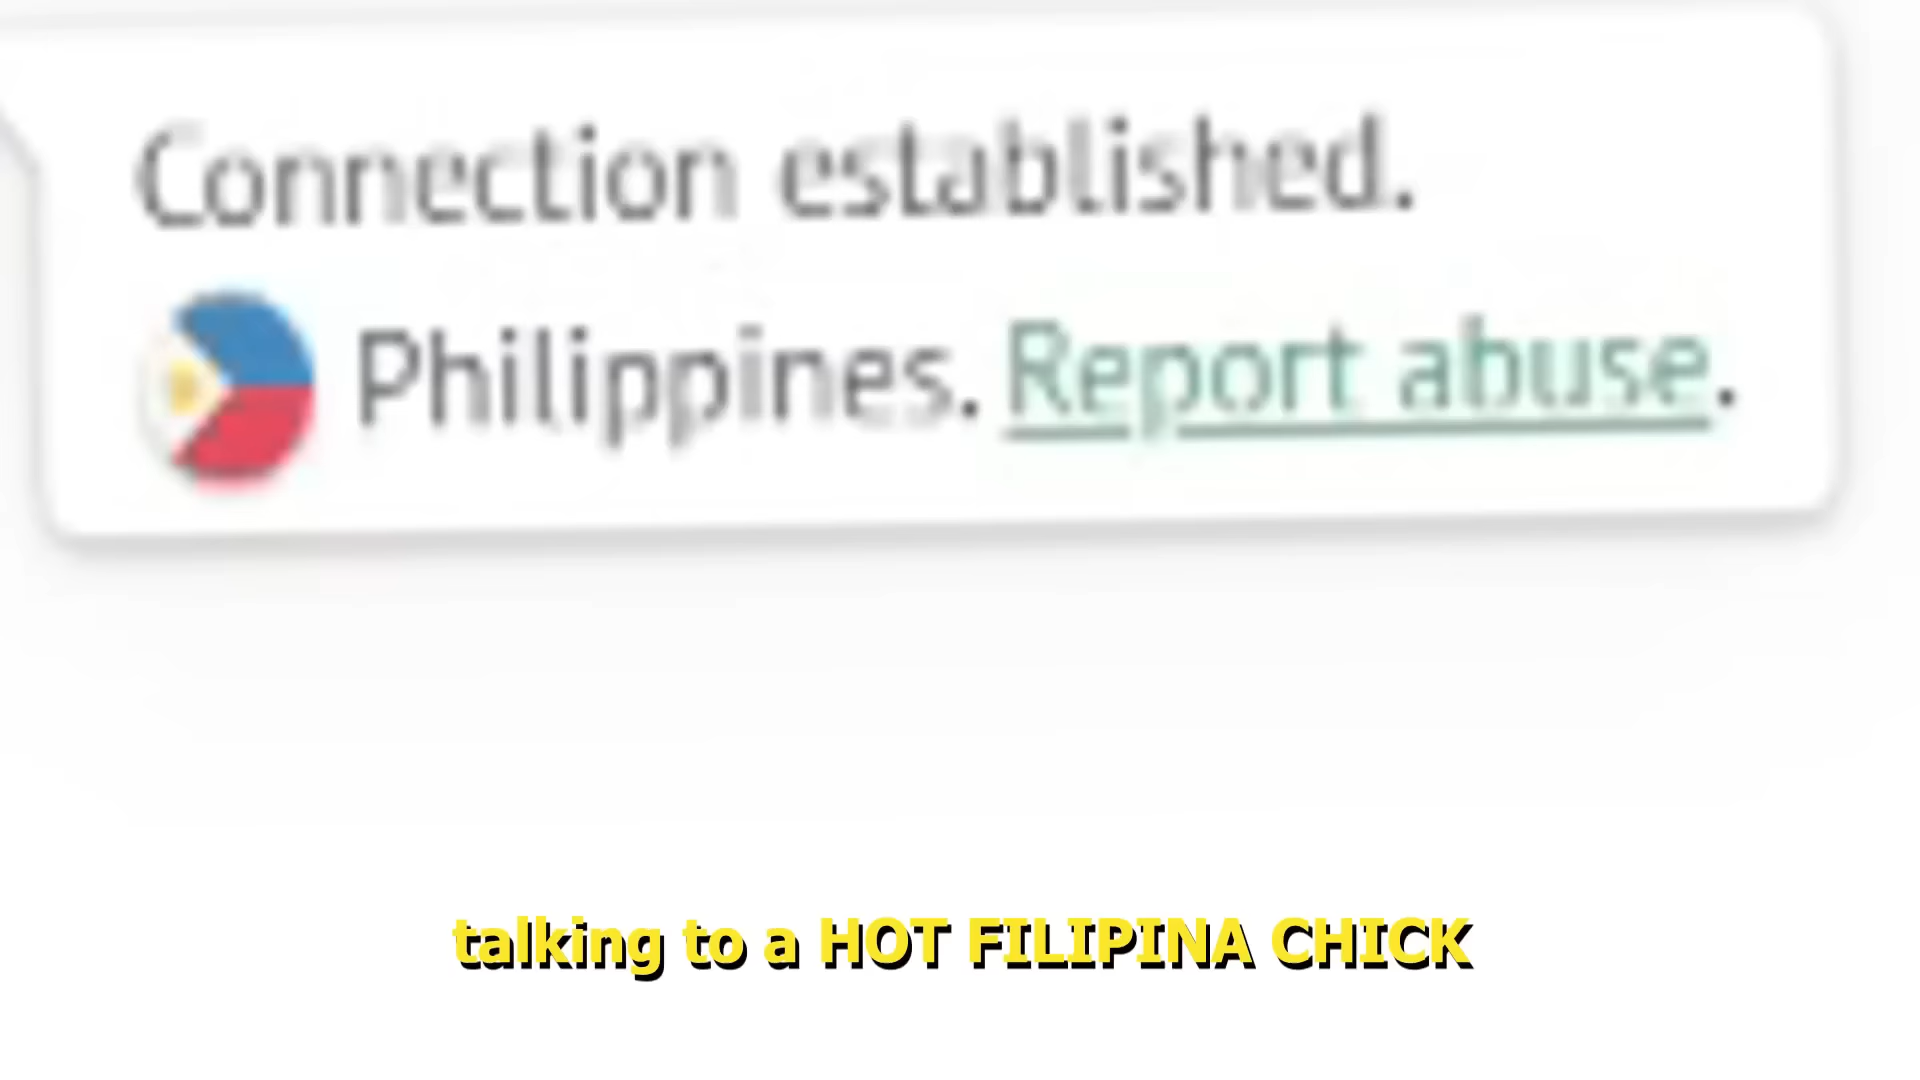 Connection established.
Philippines. Report abuse.
talking to a HOT FILIPINA CHICK